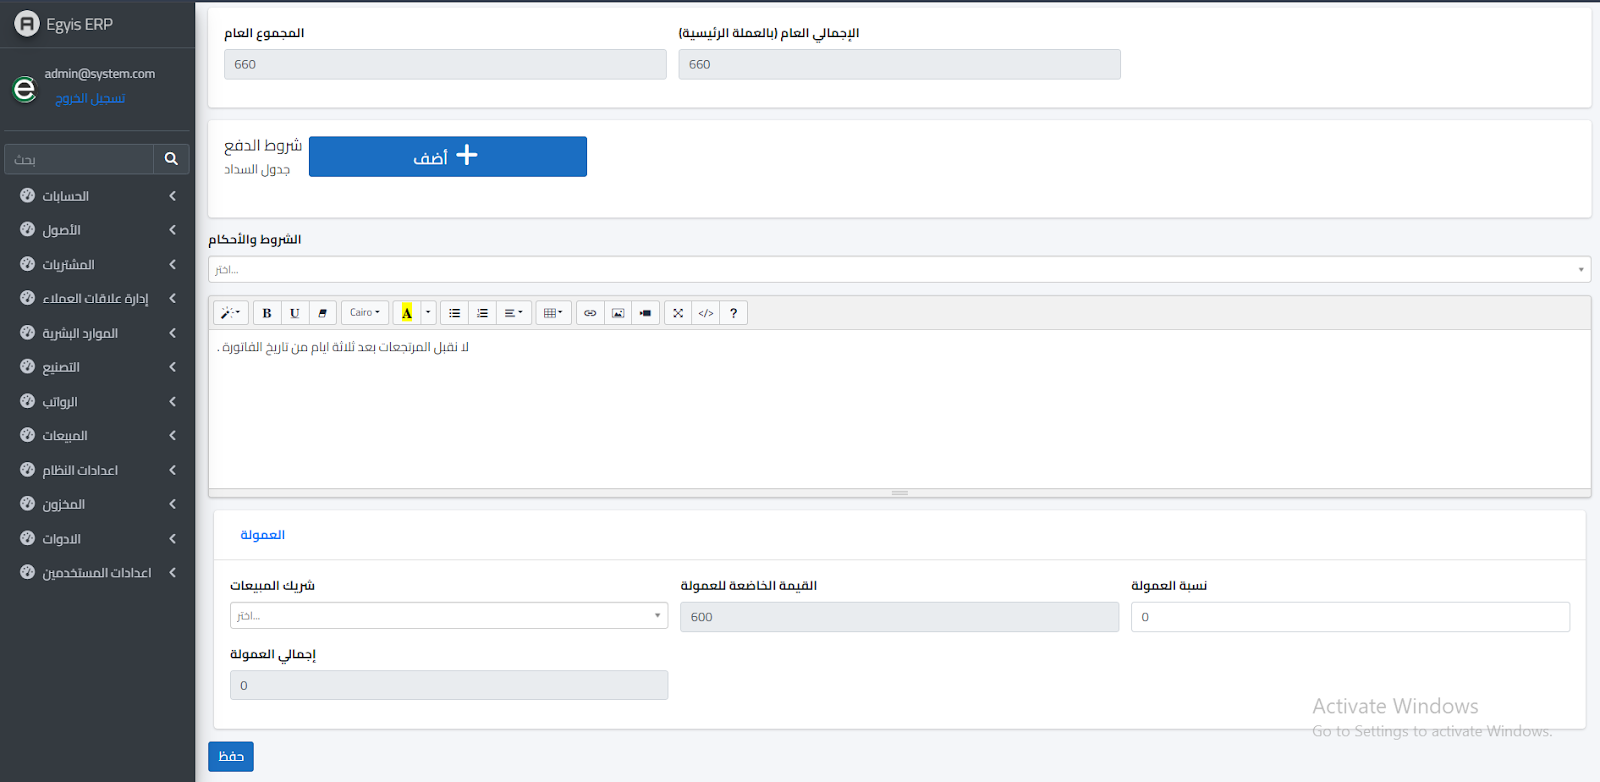 Egyis ERP
admin@system.com
تسجيل الخروج
بحث
الحسابات
الأصول
المشتريات
إدارة علاقات العملاء
الموارد البشرية
التصنيع
الرواتب
المبيعات
اعدادات النظام
المخزون
الادوات
اعدادات المستخدمين
المجموع العام
الإجمالي العام (بالعملة الرئيسية)
660
660
شروط الدفع
جدول السداد
أضف
الشروط والأحكام
اختر...
B U Cairo A </> ?
لا نقبل المرتجعات بعد ثلاثة ايام من تاريخ الفاتورة .
العمولة
شريك المبيعات
القيمة الخاضعة للعمولة
نسبة العمولة
اختر...
600
0
إجمالي العمولة
0
حفظ
Activate Windows
Go to Settings to activate Windows.